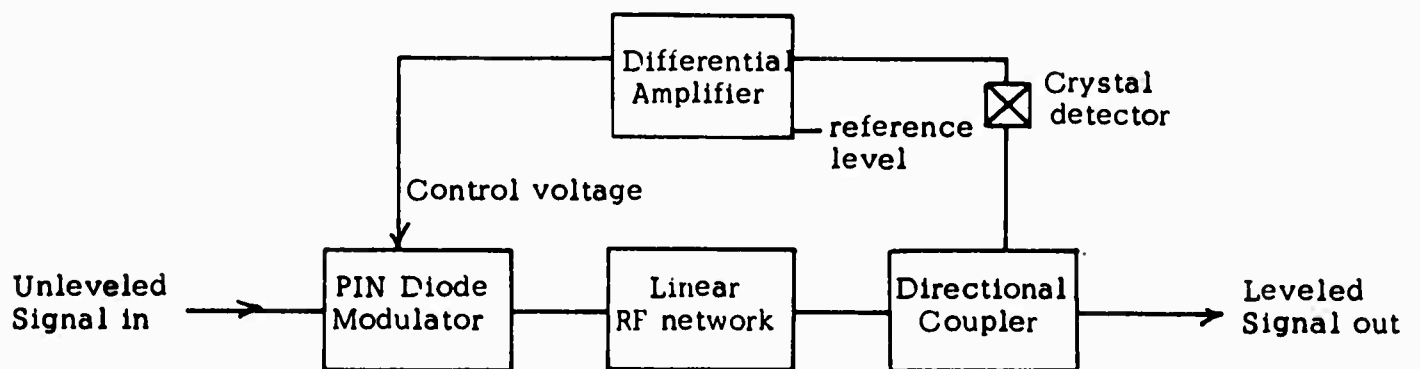 Differential
Amplifier
Crystal
detector
reference
level
Control voltage
Unleveled
Signal in
PIN Diode
Modulator
Linear
RF network
Directional
Coupler
Leveled
Signal out